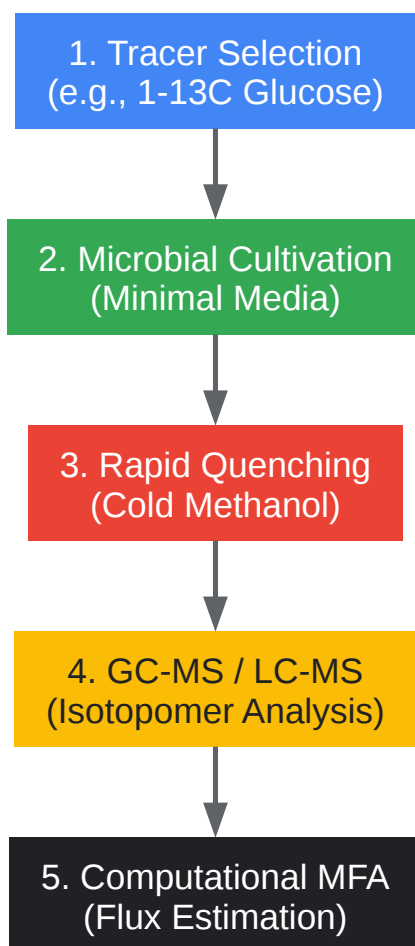 1. Tracer Selection
(e.g., 1-13C Glucose)
2. Microbial Cultivation
(Minimal Media)
3. Rapid Quenching
(Cold Methanol)
4. GC-MS / LC-MS
(Isotopomer Analysis)
5. Computational MFA
(Flux Estimation)